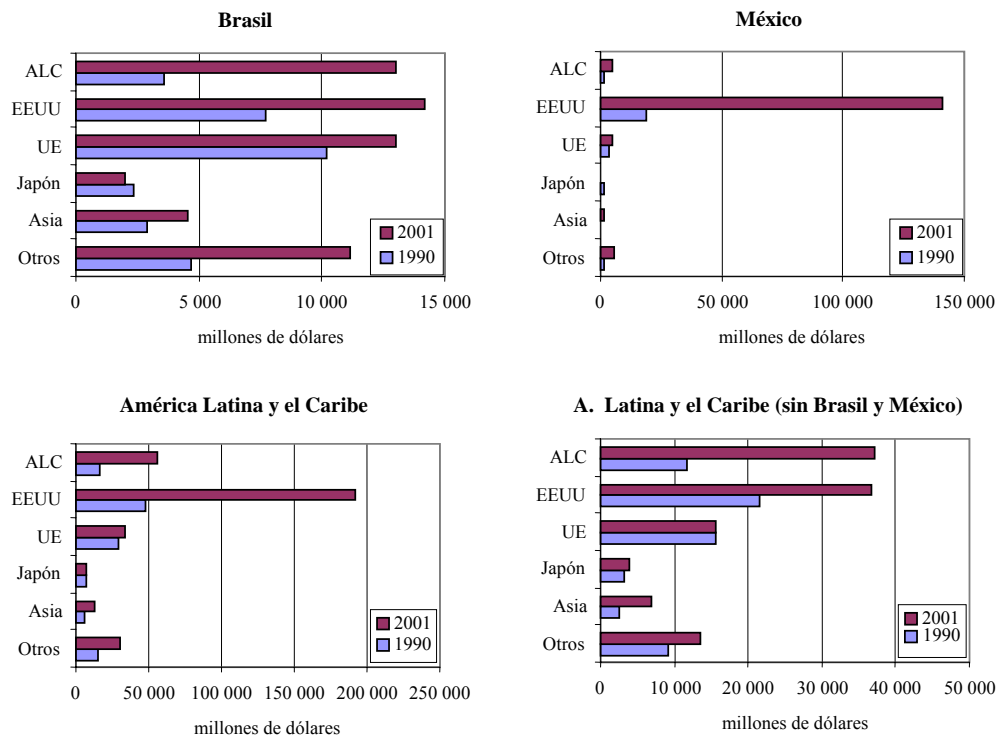 Brasil
ALC
EEUU
UE
Japón
Asia
Otros
2001
1990
0 5 000 10 000 15 000
millones de dólares
México
ALC
EEUU
UE
Japón
Asia
Otros
2001
1990
0 50 000 100 000 150 000
millones de dólares
América Latina y el Caribe
ALC
EEUU
UE
Japón
Asia
Otros
2001
1990
0 50 000 100 000 150 000 200 000 250 000
millones de dólares
A. Latina y el Caribe (sin Brasil y México)
ALC
EEUU
UE
Japón
Asia
Otros
2001
1990
0 10 000 20 000 30 000 40 000 50 000
millones de dólares